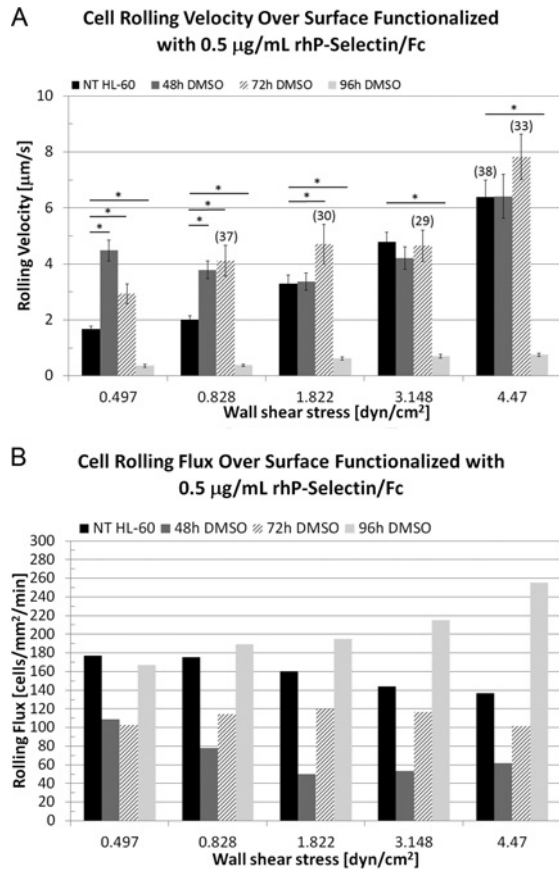 A
Cell Rolling Velocity Over Surface Functionalized
with 0.5 µg/mL rhP-Selectin/Fc
NT HL-60 48h DMSO 72h DMSO 96h DMSO
Rolling Velocity [µm/s]
10
8
6
4
2
0
* * *
* * * (37)
* * (30)
* (29)
* (38) (33)
0.497 0.828 1.822 3.148 4.47
Wall shear stress [dyn/cm²]
B
Cell Rolling Flux Over Surface Functionalized with
0.5 µg/mL rhP-Selectin/Fc
NT HL-60 48h DMSO 72h DMSO 96h DMSO
Rolling Flux [cells/mm²/min]
300
280
260
240
220
200
180
160
140
120
100
80
60
40
20
0
0.497 0.828 1.822 3.148 4.47
Wall shear stress [dyn/cm²]